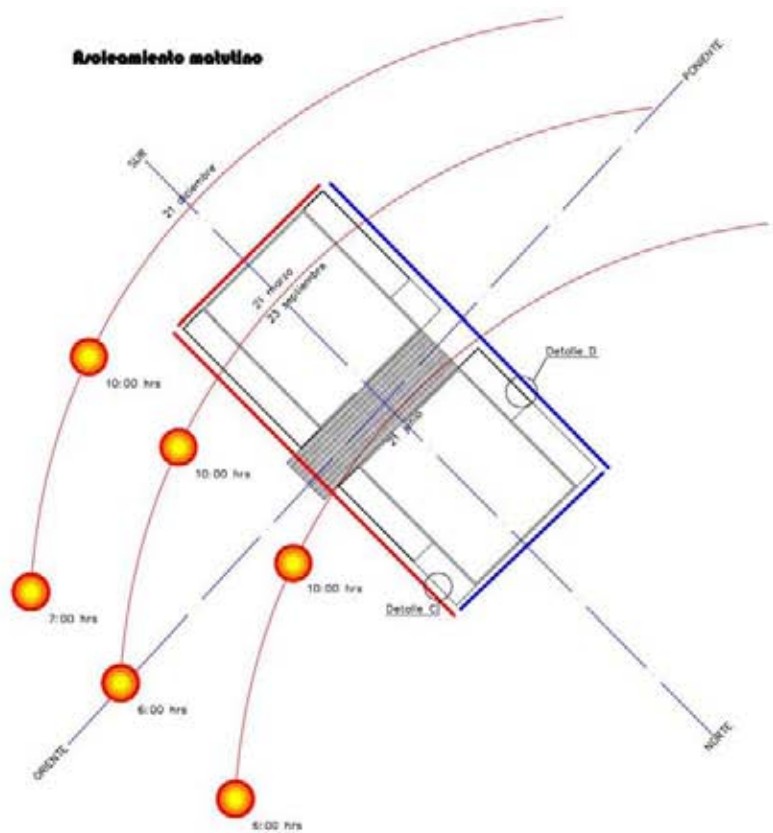 Asoleamiento matutino
PONIENTE
SUR
21 diciembre
21 marzo
23 septiembre
Detalle D
10:00 hrs
21 junio
10:00 hrs
10:00 hrs
7:00 hrs
Detalle C
6:00 hrs
NORTE
ORIENTE
6:00 hrs